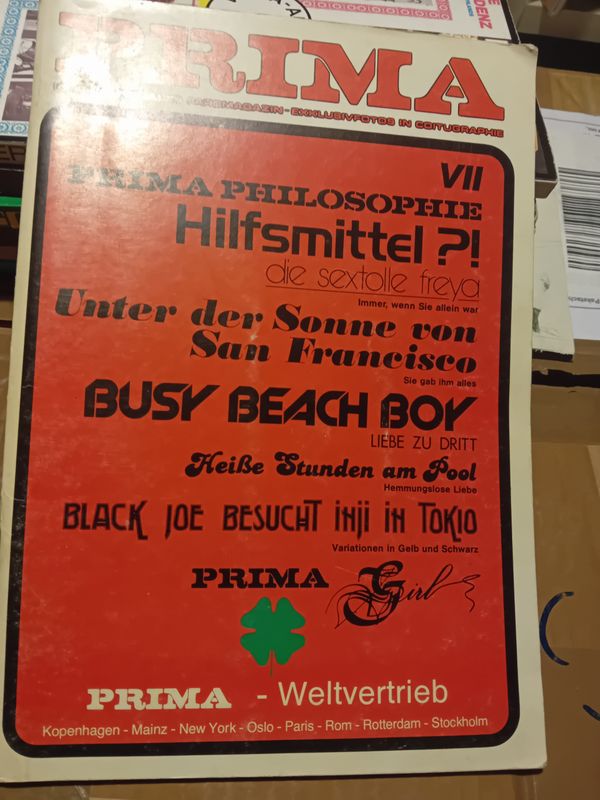 PRIMA
FARBMAGAZIN - EXKLUSIVFOTOS IN COITUGRAPHIE
VII
PRIMA PHILOSOPHIE
Hilfsmittel ?!
die sextolle freya
Immer, wenn Sie allein war
Unter der Sonne von
San Francisco
Sie gab ihm alles
BUSY BEACH BOY
LIEBE ZU DRITT
Heiße Stunden am Pool
Hemmungslose Liebe
BLACK JOE BESUCHT INJI IN TOKIO
Variationen in Gelb und Schwarz
PRIMA Girl
PRIMA - Weltvertrieb
Kopenhagen - Mainz - New York - Oslo - Paris - Rom - Rotterdam - Stockholm